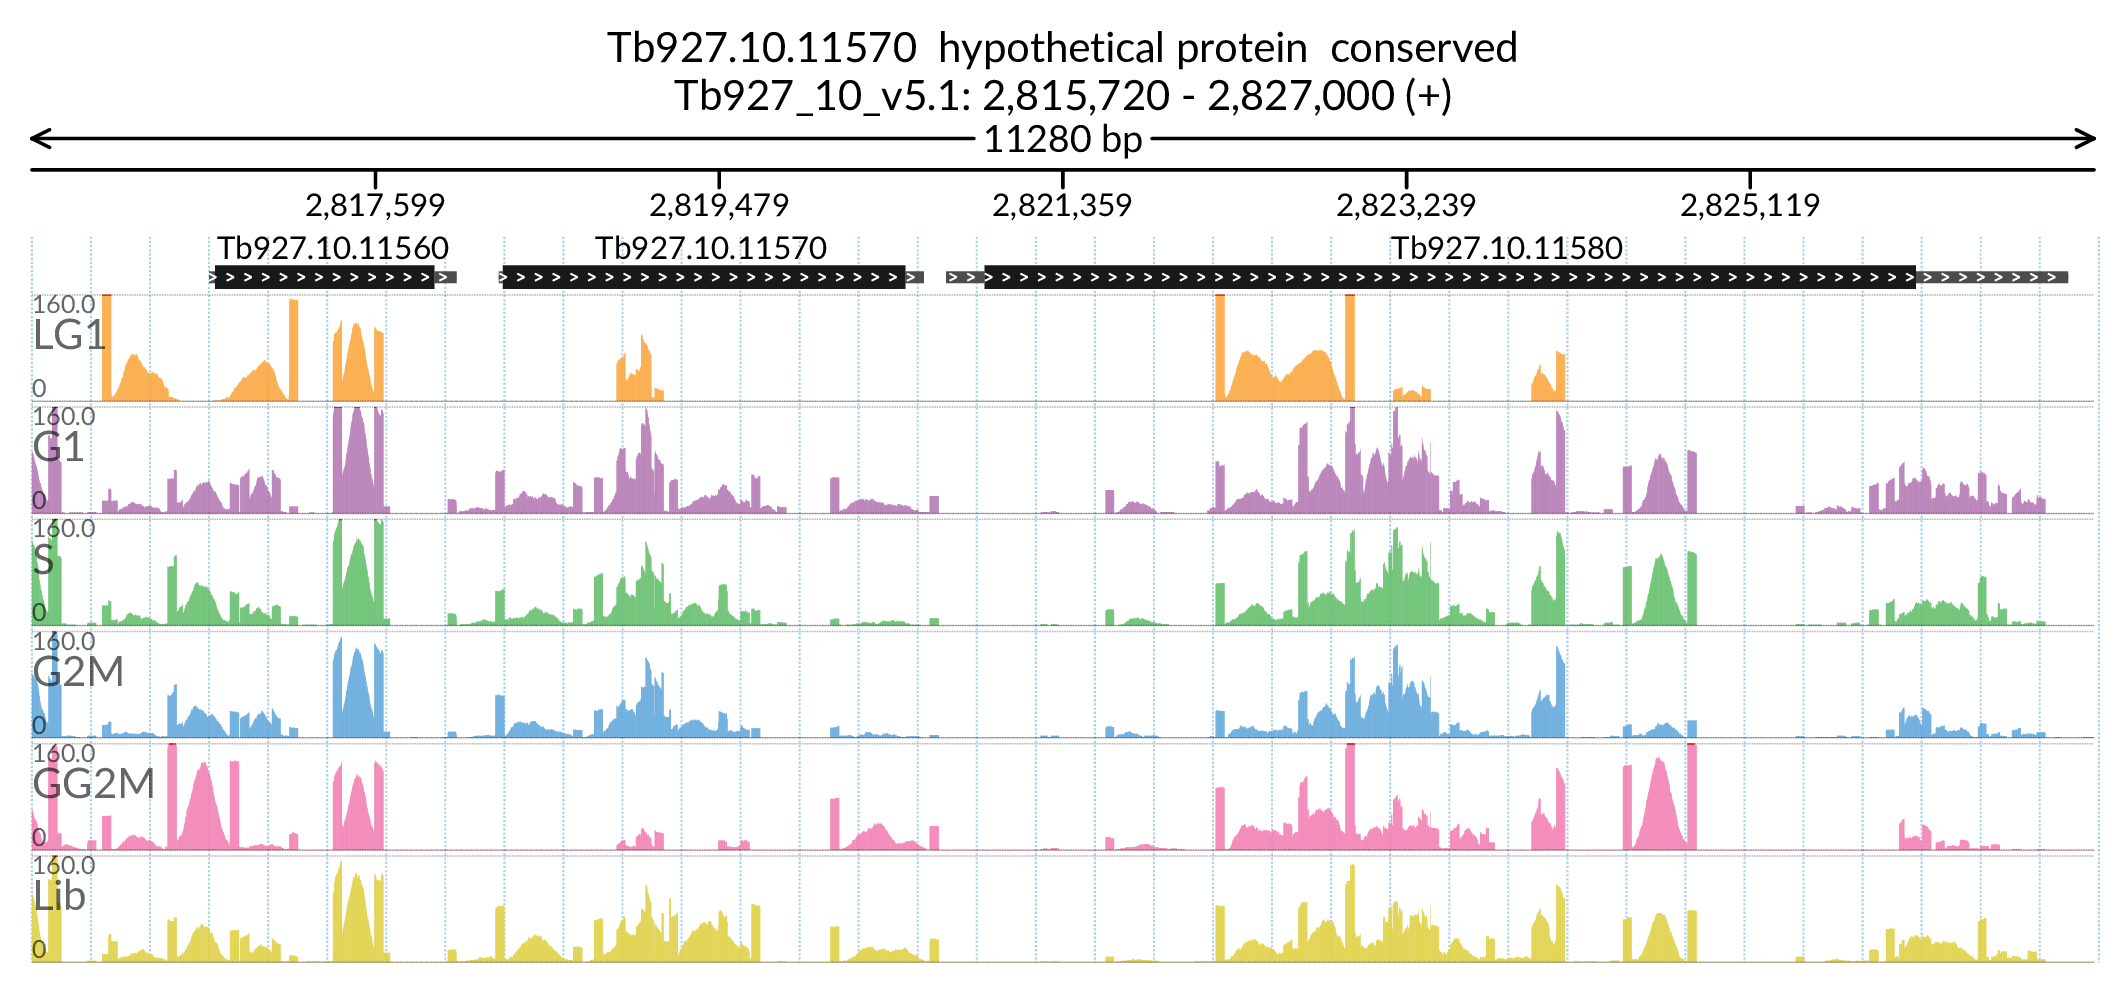 Tb927.10.11570 hypothetical protein conserved
Tb927_10_v5.1: 2,815,720 - 2,827,000 (+)
11280 bp
2,817,599 2,819,479 2,821,359 2,823,239 2,825,119
Tb927.10.11560 Tb927.10.11570 Tb927.10.11580
160.0
LG1
0
160.0
G1
0
160.0
S
0
160.0
G2M
0
160.0
GG2M
0
160.0
Lib
0